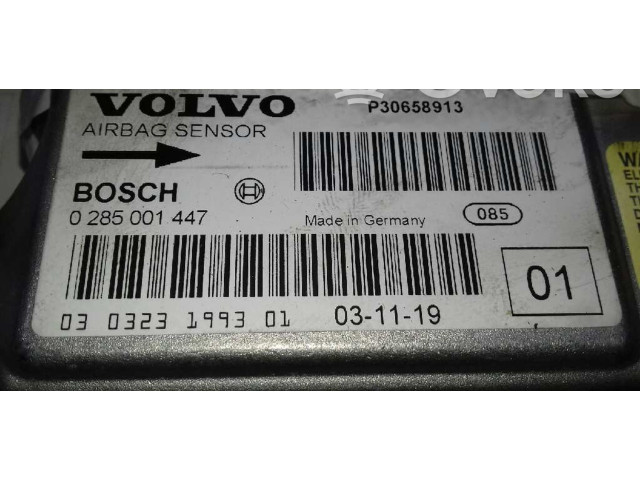 VOLVO
P30658913
AIRBAG SENSOR
BOSCH
0 285 001 447
Made in Germany
085
01
03 0323 1993 01
03-11-19